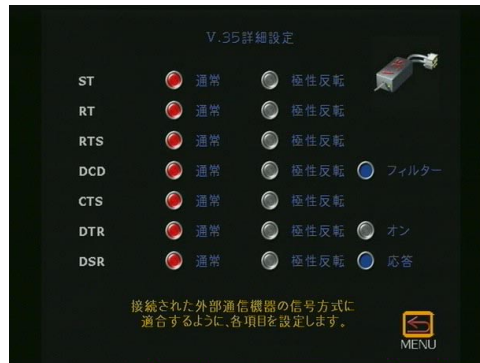 V.35詳細設定
ST 通常 極性反転
RT 通常 極性反転
RTS 通常 極性反転
DCD 通常 極性反転 フィルター
CTS 通常 極性反転
DTR 通常 極性反転 オン
DSR 通常 極性反転 応答
接続された外部通信機器の信号方式に
適合するように、各項目を設定します。
MENU